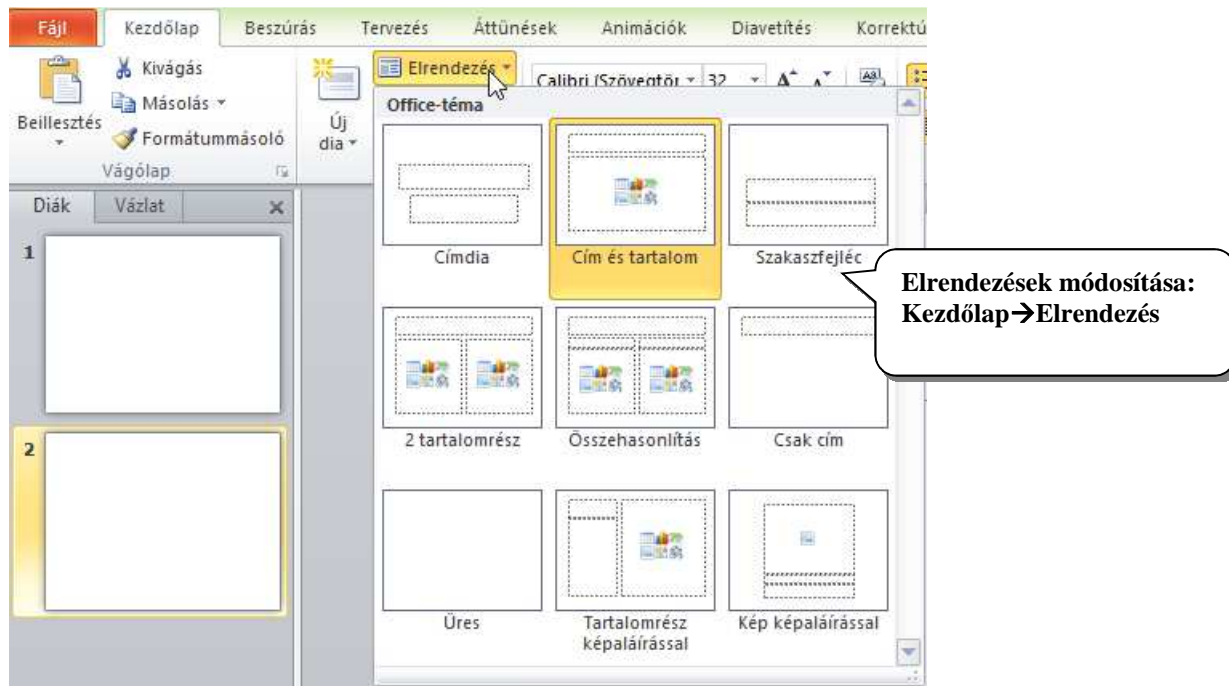 Fájl Kezdőlap Beszúrás Tervezés Áttűnések Animációk Diavetítés Korrektú
Kivágás
Másolás
Formátummásoló
Beillesztés
Vágólap
Új
dia
Elrendezés
Calibri (Szövegtör 32
Office-téma
Címdia Cím és tartalom Szakaszfejléc
2 tartalomrész Összehasonlítás Csak cím
Üres Tartalomrész Kép képaláírással
képaláírással
Diák Vázlat
1
2
Elrendezések módosítása:
Kezdőlap→Elrendezés